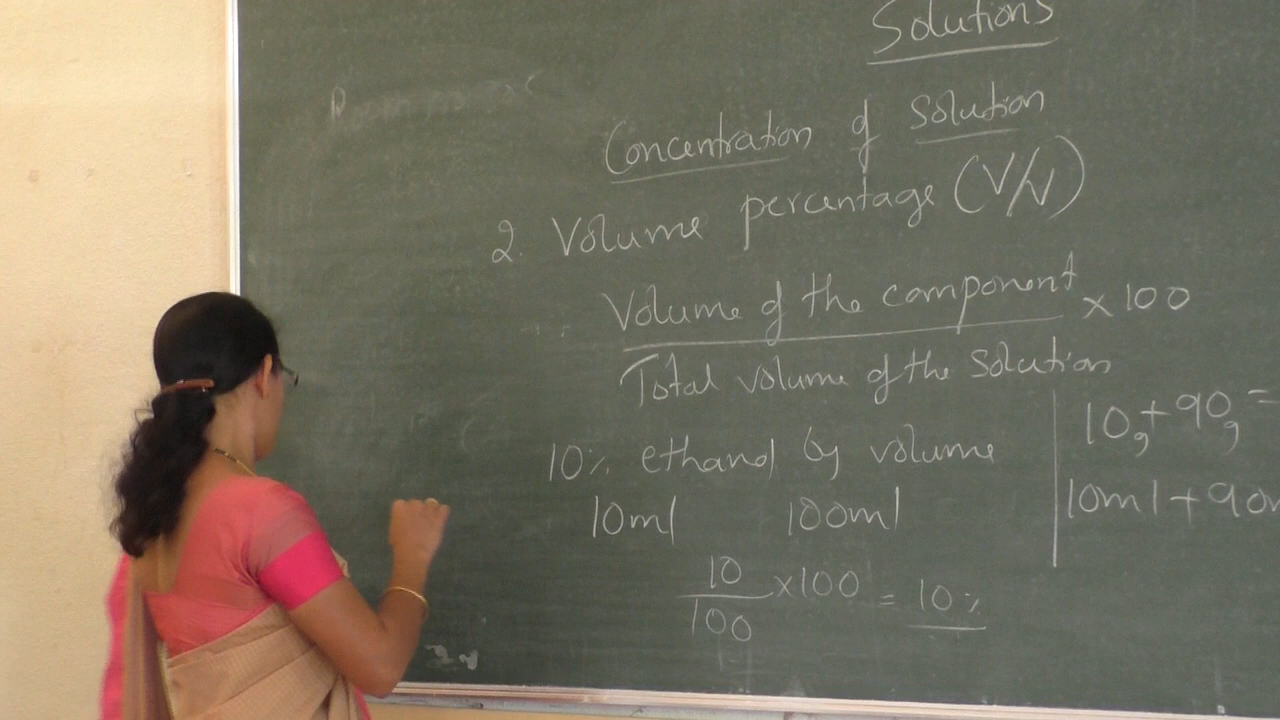 Solutions
Concentration of solution
2. Volume percentage (V/V)
Volume of the component × 100
Total volume of the solution
10% ethanol by volume
10ml 100ml
10
100
×100 = 10%
10g+90g =
10ml+90m